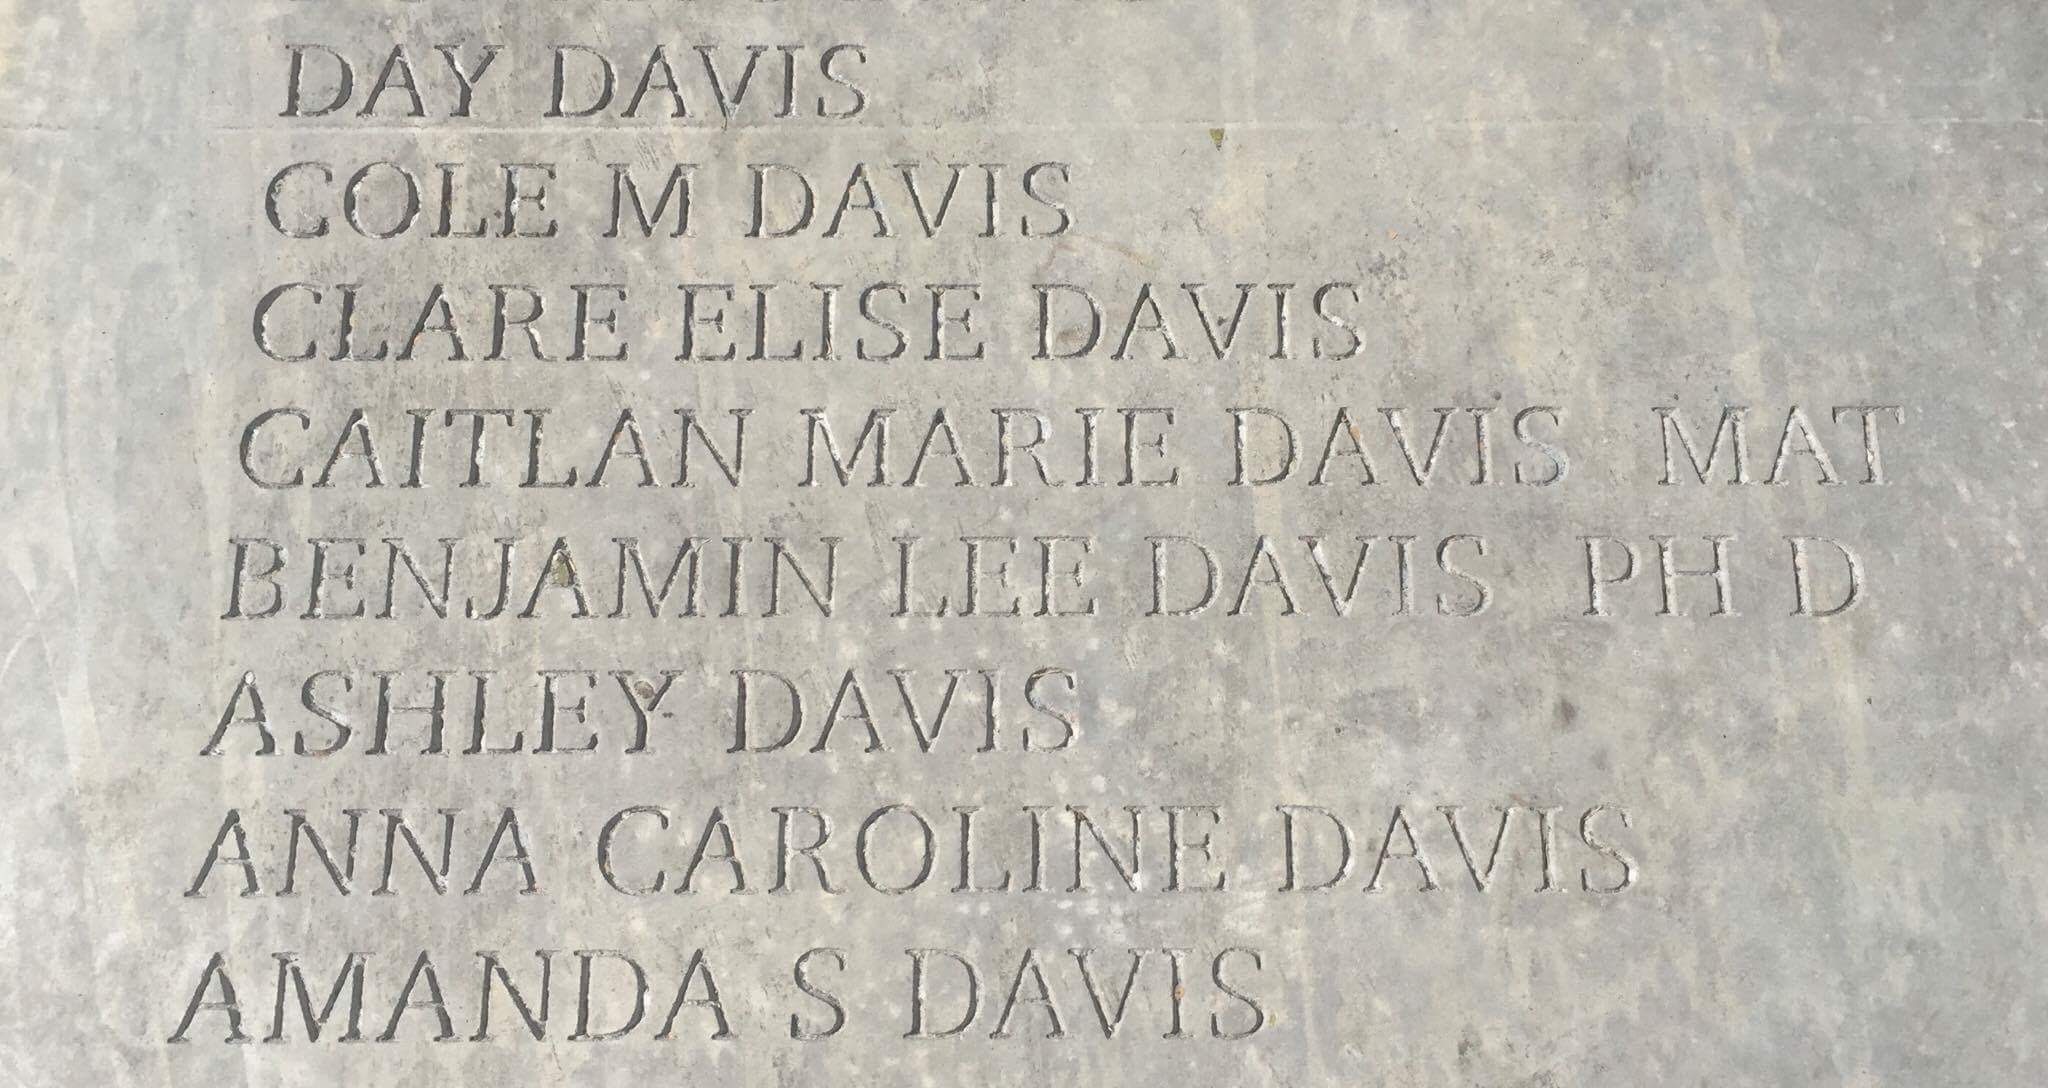 DAY DAVIS
COLE M DAVIS
CLARE ELISE DAVIS
CAITLAN MARIE DAVIS MAT
BENJAMIN LEE DAVIS PH D
ASHLEY DAVIS
ANNA CAROLINE DAVIS
AMANDA S DAVIS